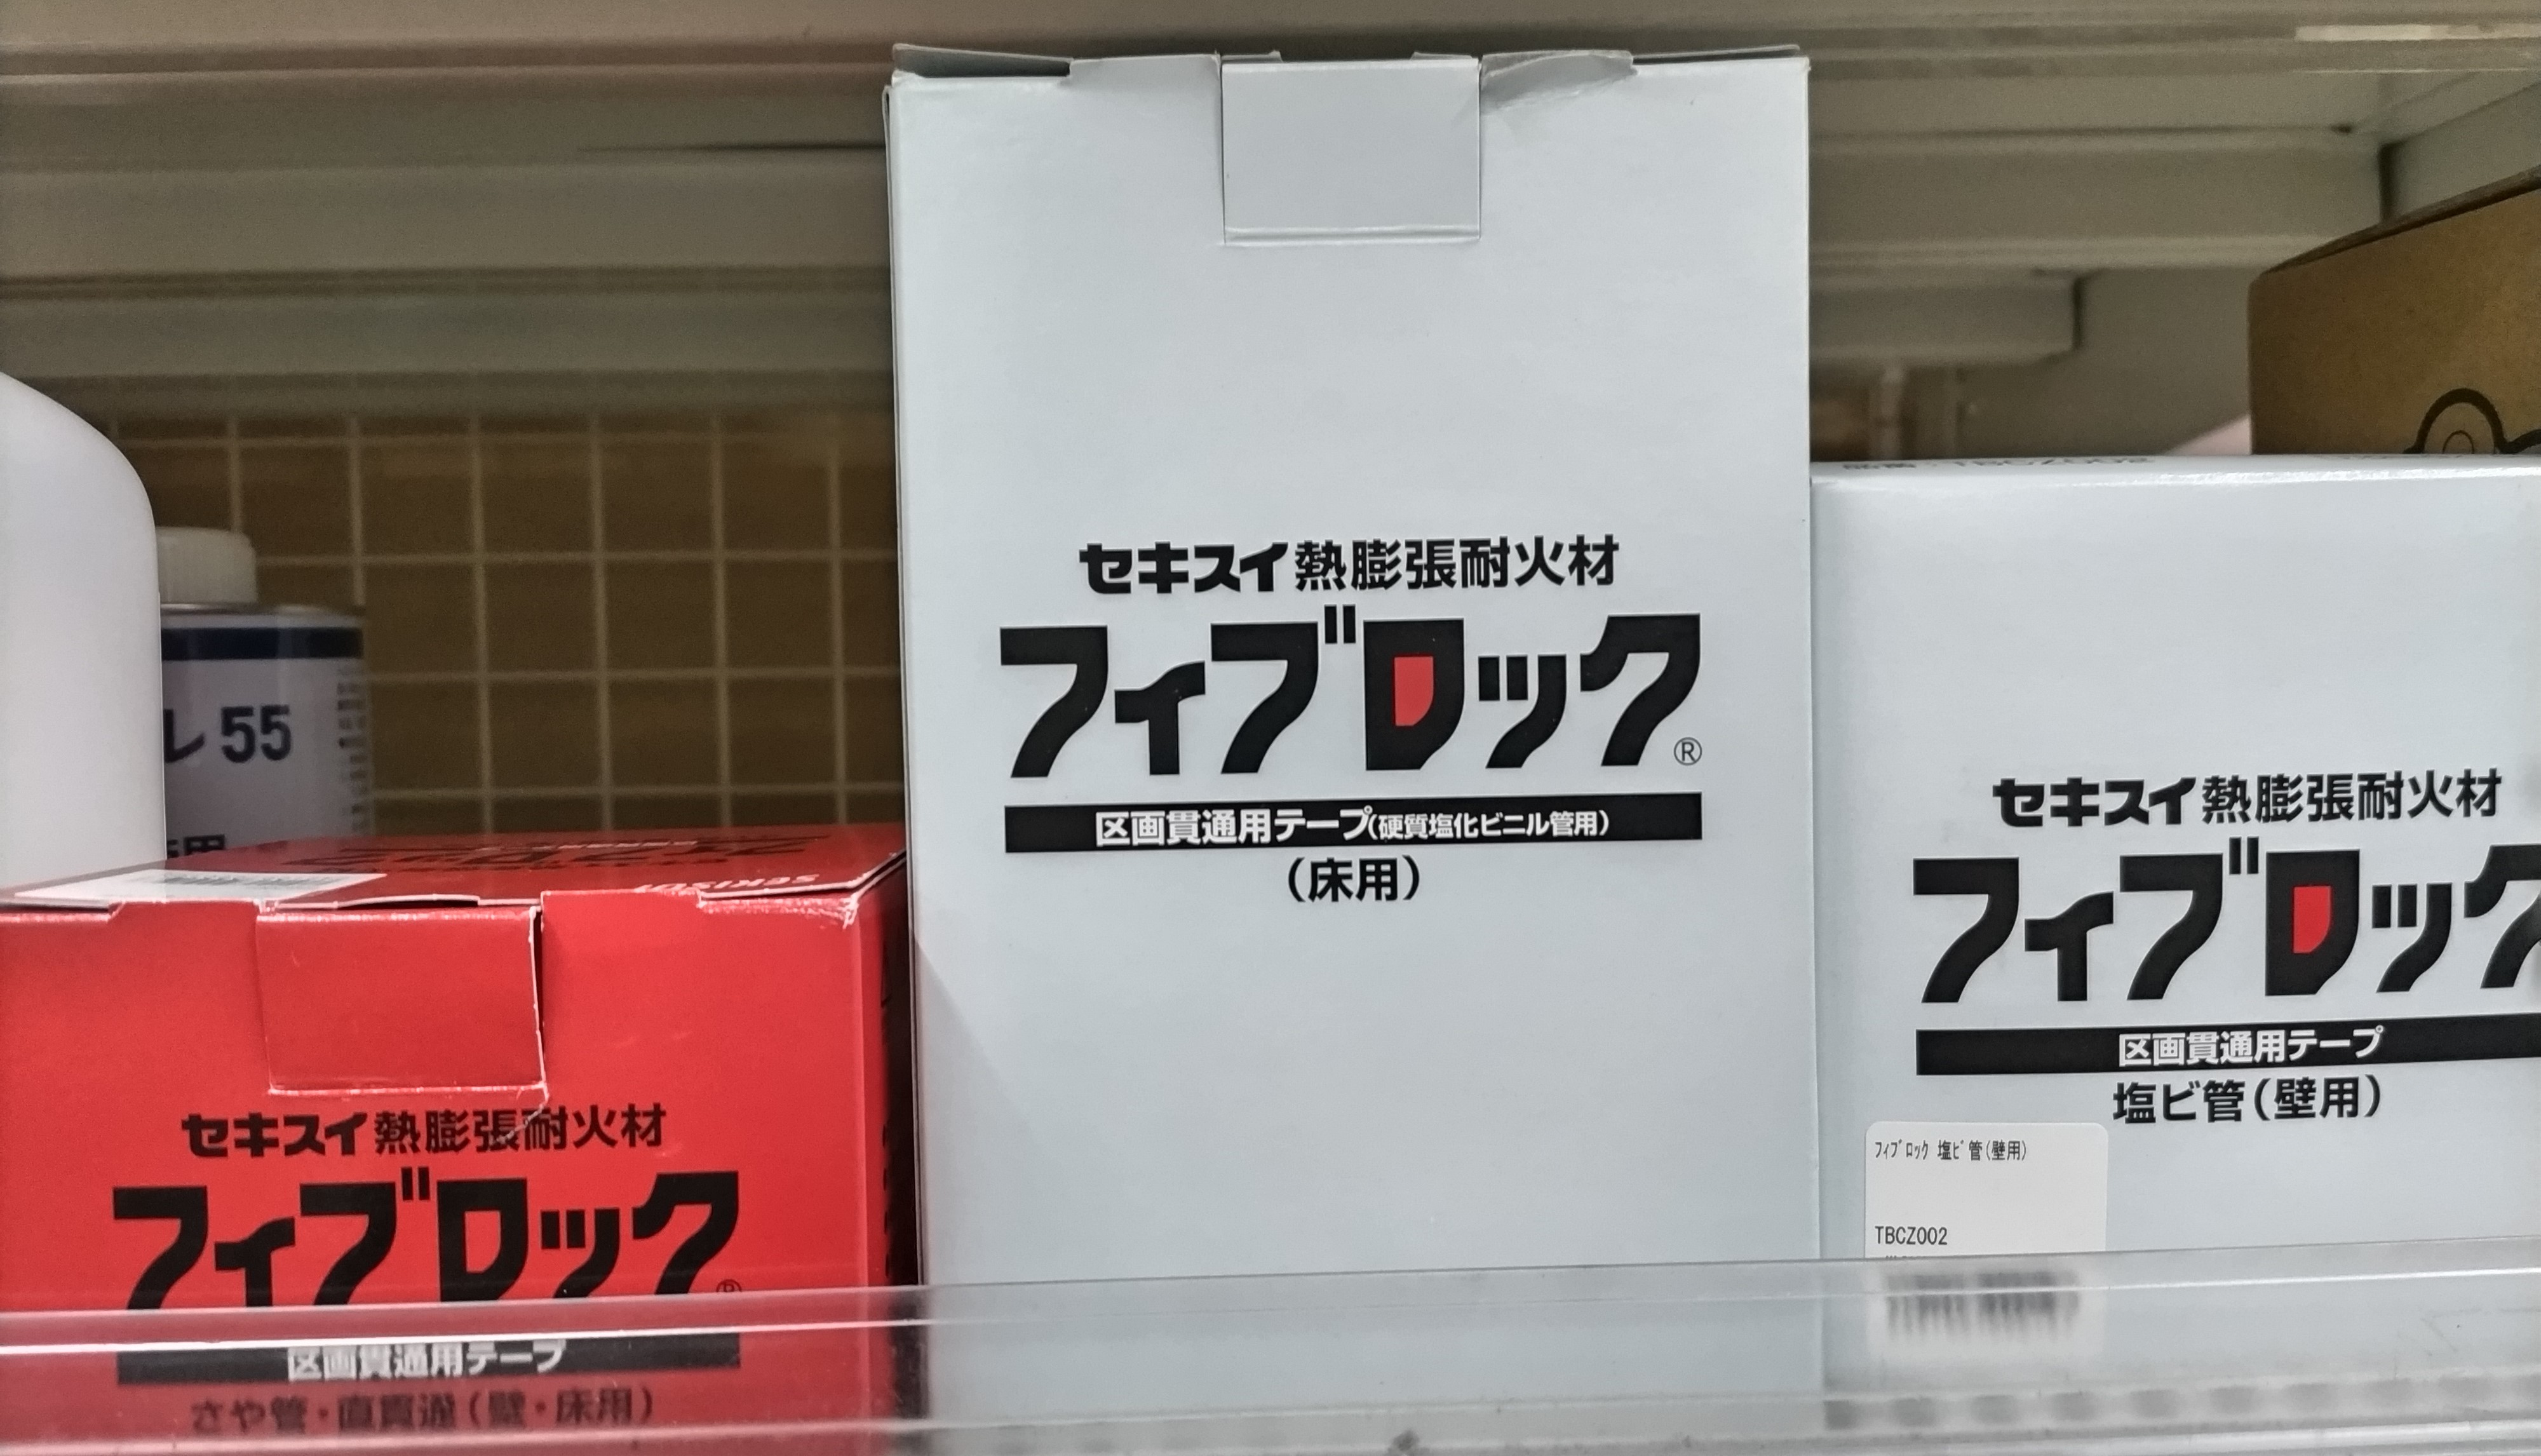 レ 55
セキスイ熱膨張耐火材
フィブロック®
区画貫通用テープ
さや管・直貫通(壁・床用)
セキスイ熱膨張耐火材
フィブロック®
区画貫通用テープ(硬質塩化ビニル管用)
(床用)
TBCZ002
セキスイ熱膨張耐火材
フィブロック
区画貫通用テープ
塩ビ管(壁用)
フィブロック 塩ビ管(壁用)
TBCZ002